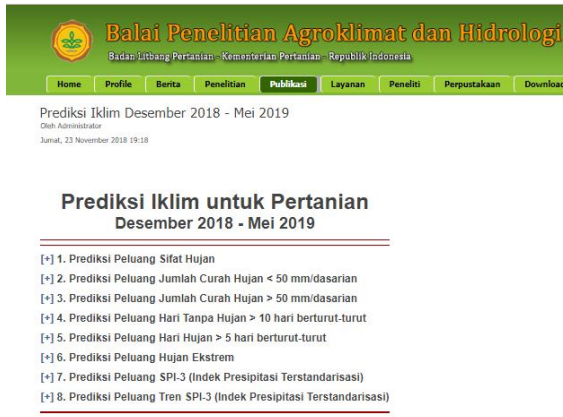 Balai Penelitian Agroklimat dan Hidrologi
Badan Litbang Pertanian - Kementerian Pertanian - Republik Indonesia
Home Profile Berita Penelitian Publikasi Layanan Peneliti Perpustakaan Download
Prediksi Iklim Desember 2018 - Mei 2019
Oleh Administrator
Jumat, 23 November 2018 19:18
Prediksi Iklim untuk Pertanian
Desember 2018 - Mei 2019
[+] 1. Prediksi Peluang Sifat Hujan
[+] 2. Prediksi Peluang Jumlah Curah Hujan < 50 mm/dasarian
[+] 3. Prediksi Peluang Jumlah Curah Hujan > 50 mm/dasarian
[+] 4. Prediksi Peluang Hari Tanpa Hujan > 10 hari berturut-turut
[+] 5. Prediksi Peluang Hari Hujan > 5 hari berturut-turut
[+] 6. Prediksi Peluang Hujan Ekstrem
[+] 7. Prediksi Peluang SPI-3 (Indek Presipitasi Terstandarisasi)
[+] 8. Prediksi Peluang Tren SPI-3 (Indek Presipitasi Terstandarisasi)